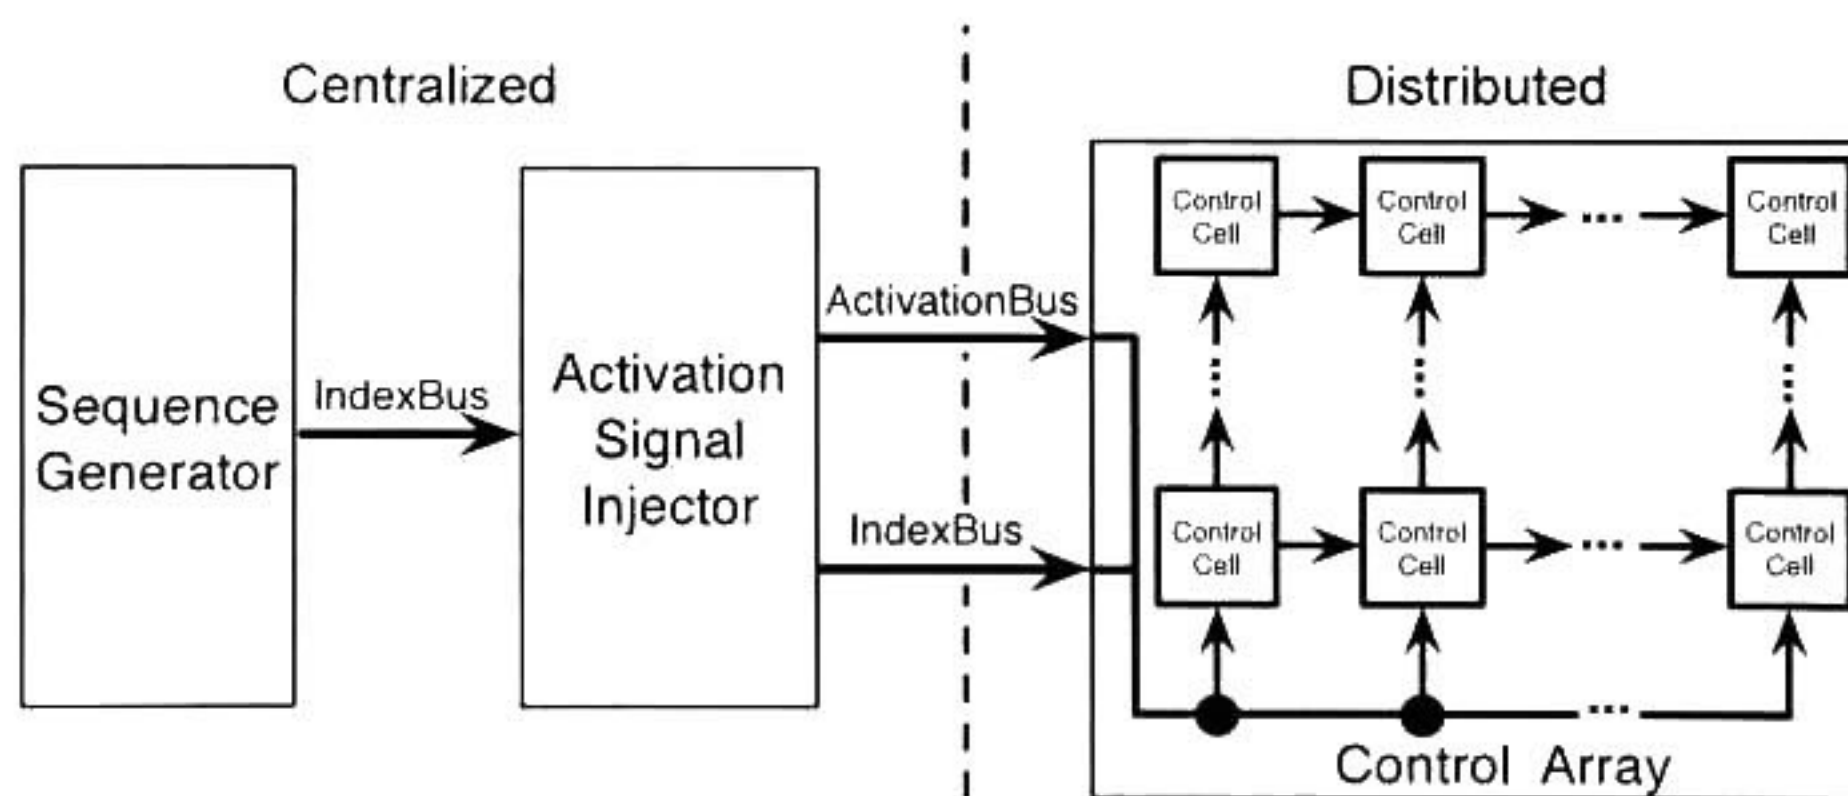 Centralized
Distributed
Sequence
Generator
IndexBus
Activation
Signal
Injector
ActivationBus
IndexBus
Control
Cell
Control
Cell
...
Control
Cell
...
...
...
Control
Cell
Control
Cell
...
Control
Cell
...
Control Array